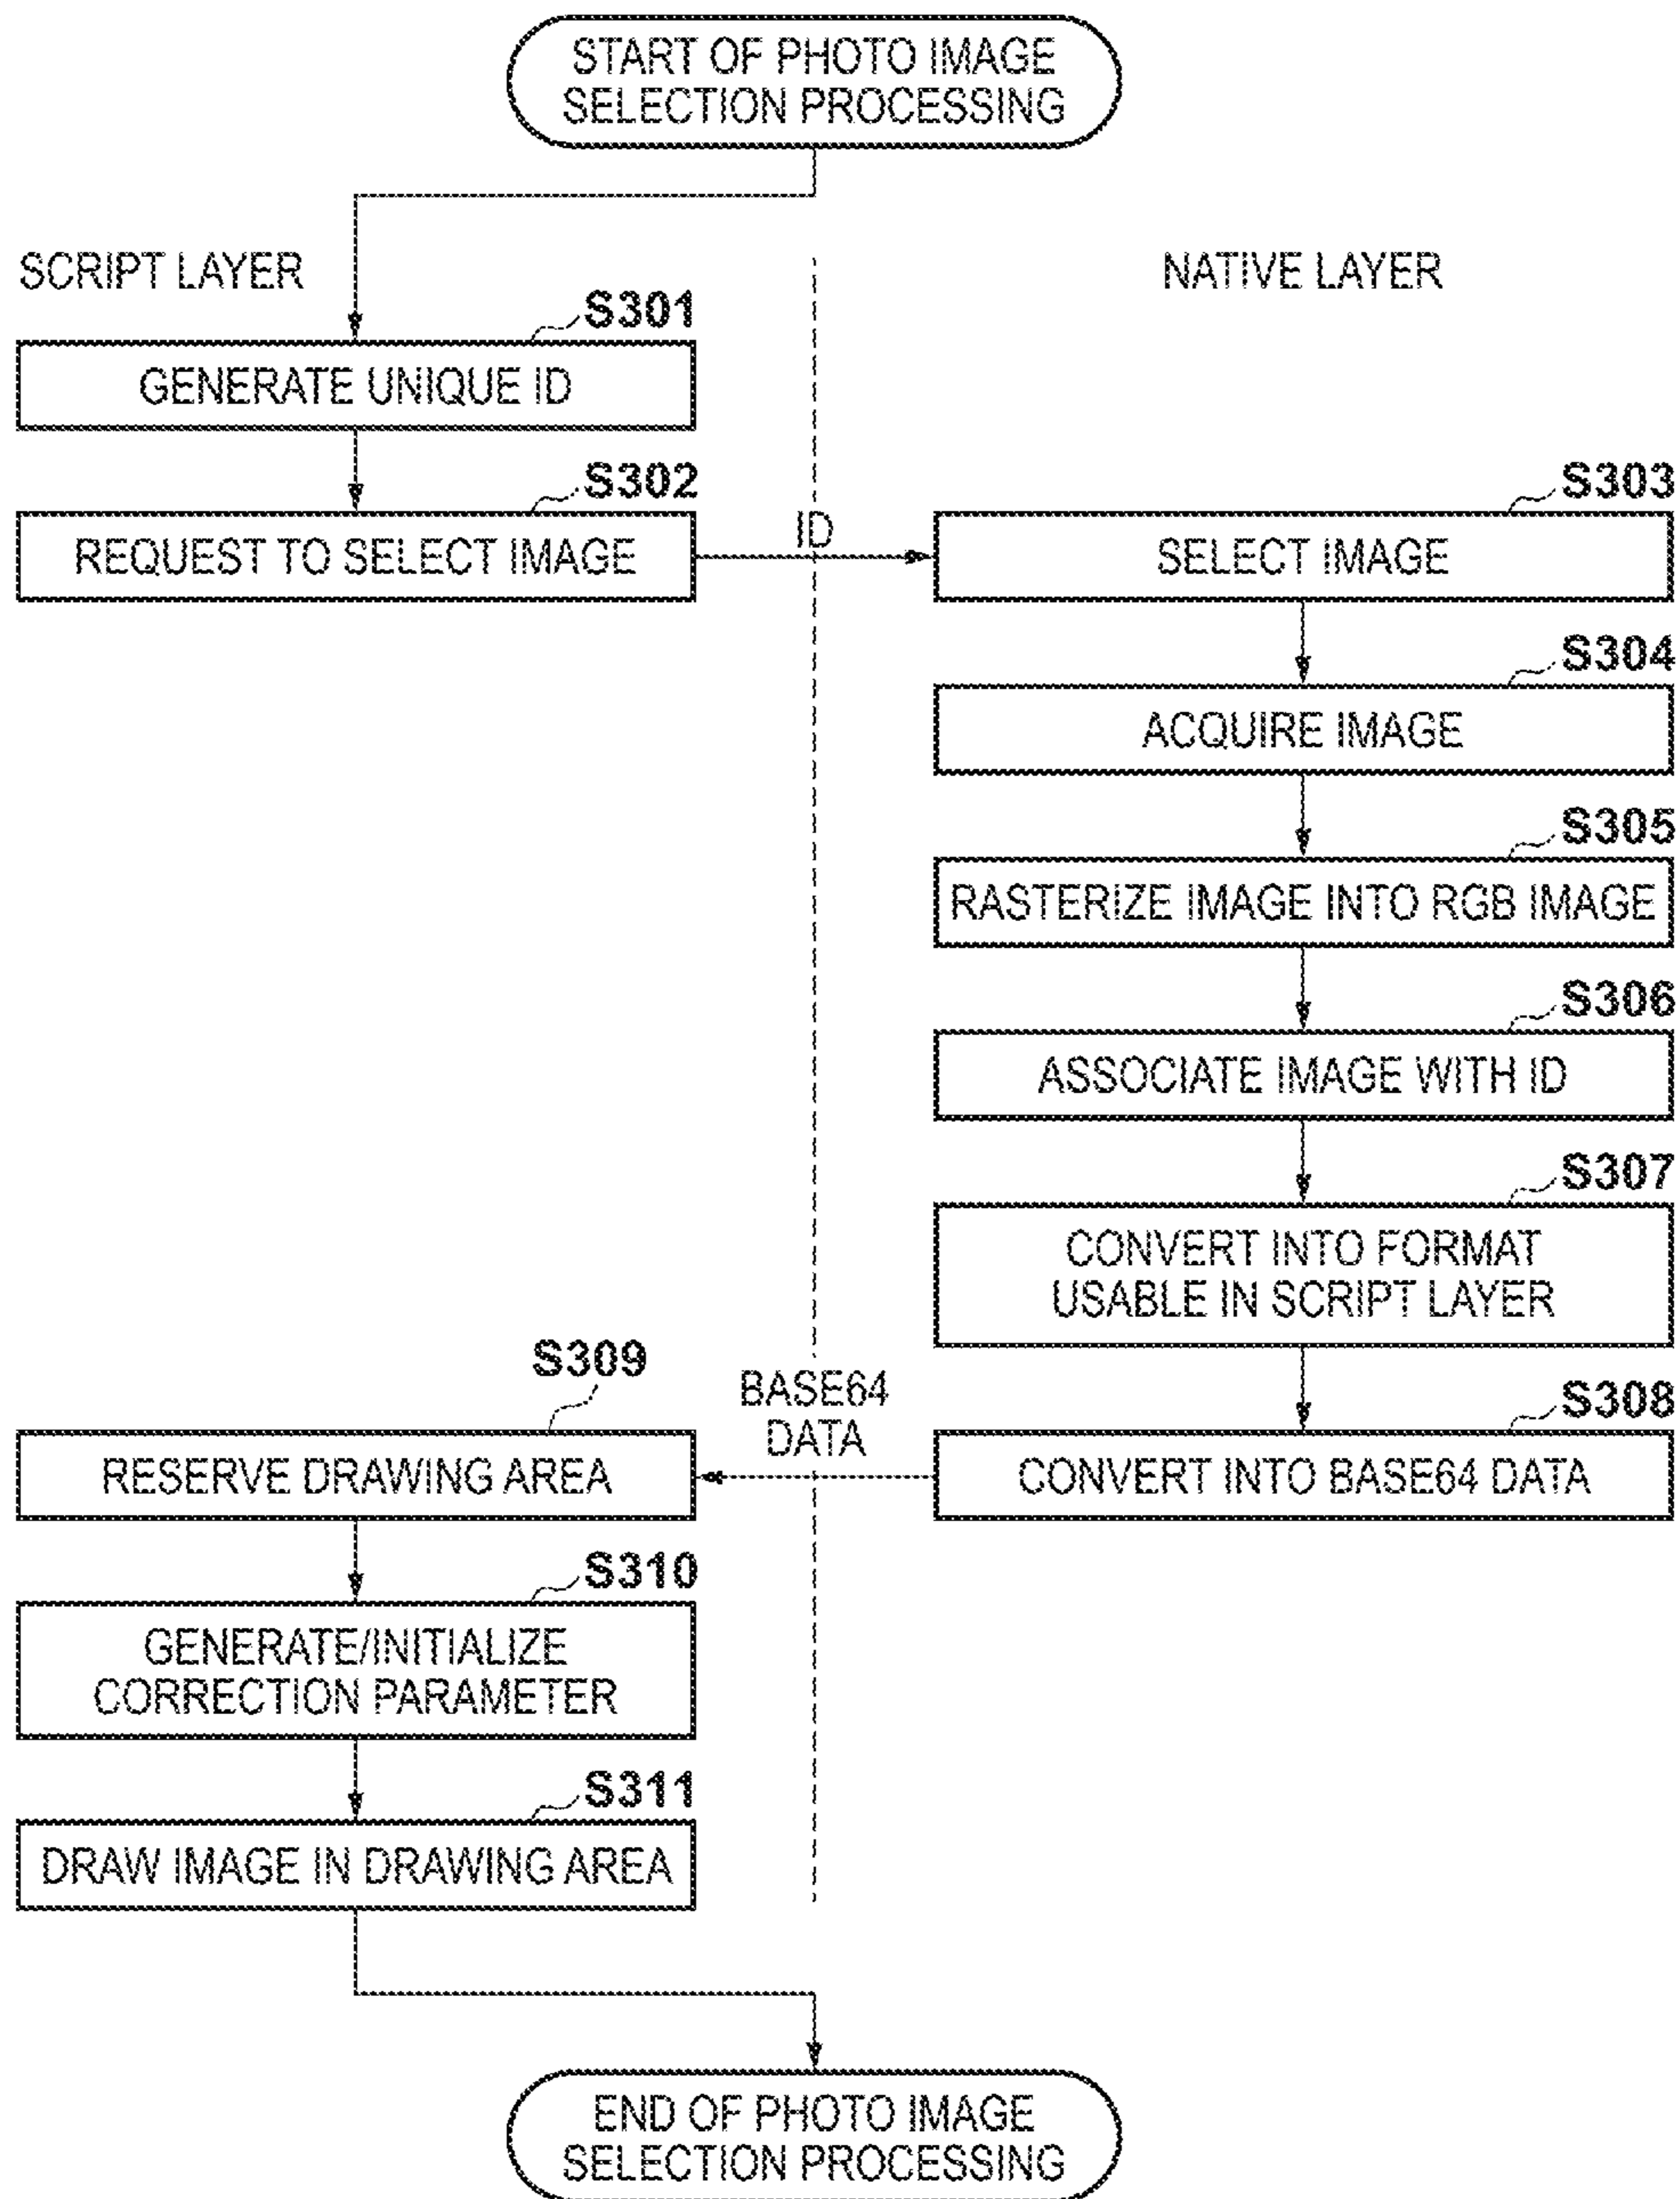 START OF PHOTO IMAGE
SELECTION PROCESSING
SCRIPT LAYER
NATIVE LAYER
S301
GENERATE UNIQUE ID
S302
REQUEST TO SELECT IMAGE
ID
S303
SELECT IMAGE
S304
ACQUIRE IMAGE
S305
RASTERIZE IMAGE INTO RGB IMAGE
S306
ASSOCIATE IMAGE WITH ID
S307
CONVERT INTO FORMAT
USABLE IN SCRIPT LAYER
S308
CONVERT INTO BASE64 DATA
BASE64
DATA
S309
RESERVE DRAWING AREA
S310
GENERATE/INITIALIZE
CORRECTION PARAMETER
S311
DRAW IMAGE IN DRAWING AREA
END OF PHOTO IMAGE
SELECTION PROCESSING